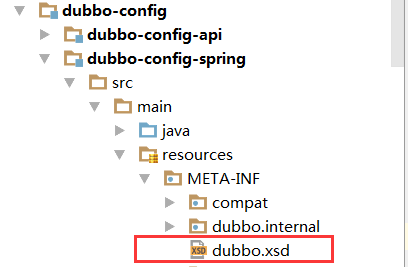 dubbo-config
dubbo-config-api
dubbo-config-spring
src
main
java
resources
META-INF
compat
dubbo.internal
XSD dubbo.xsd